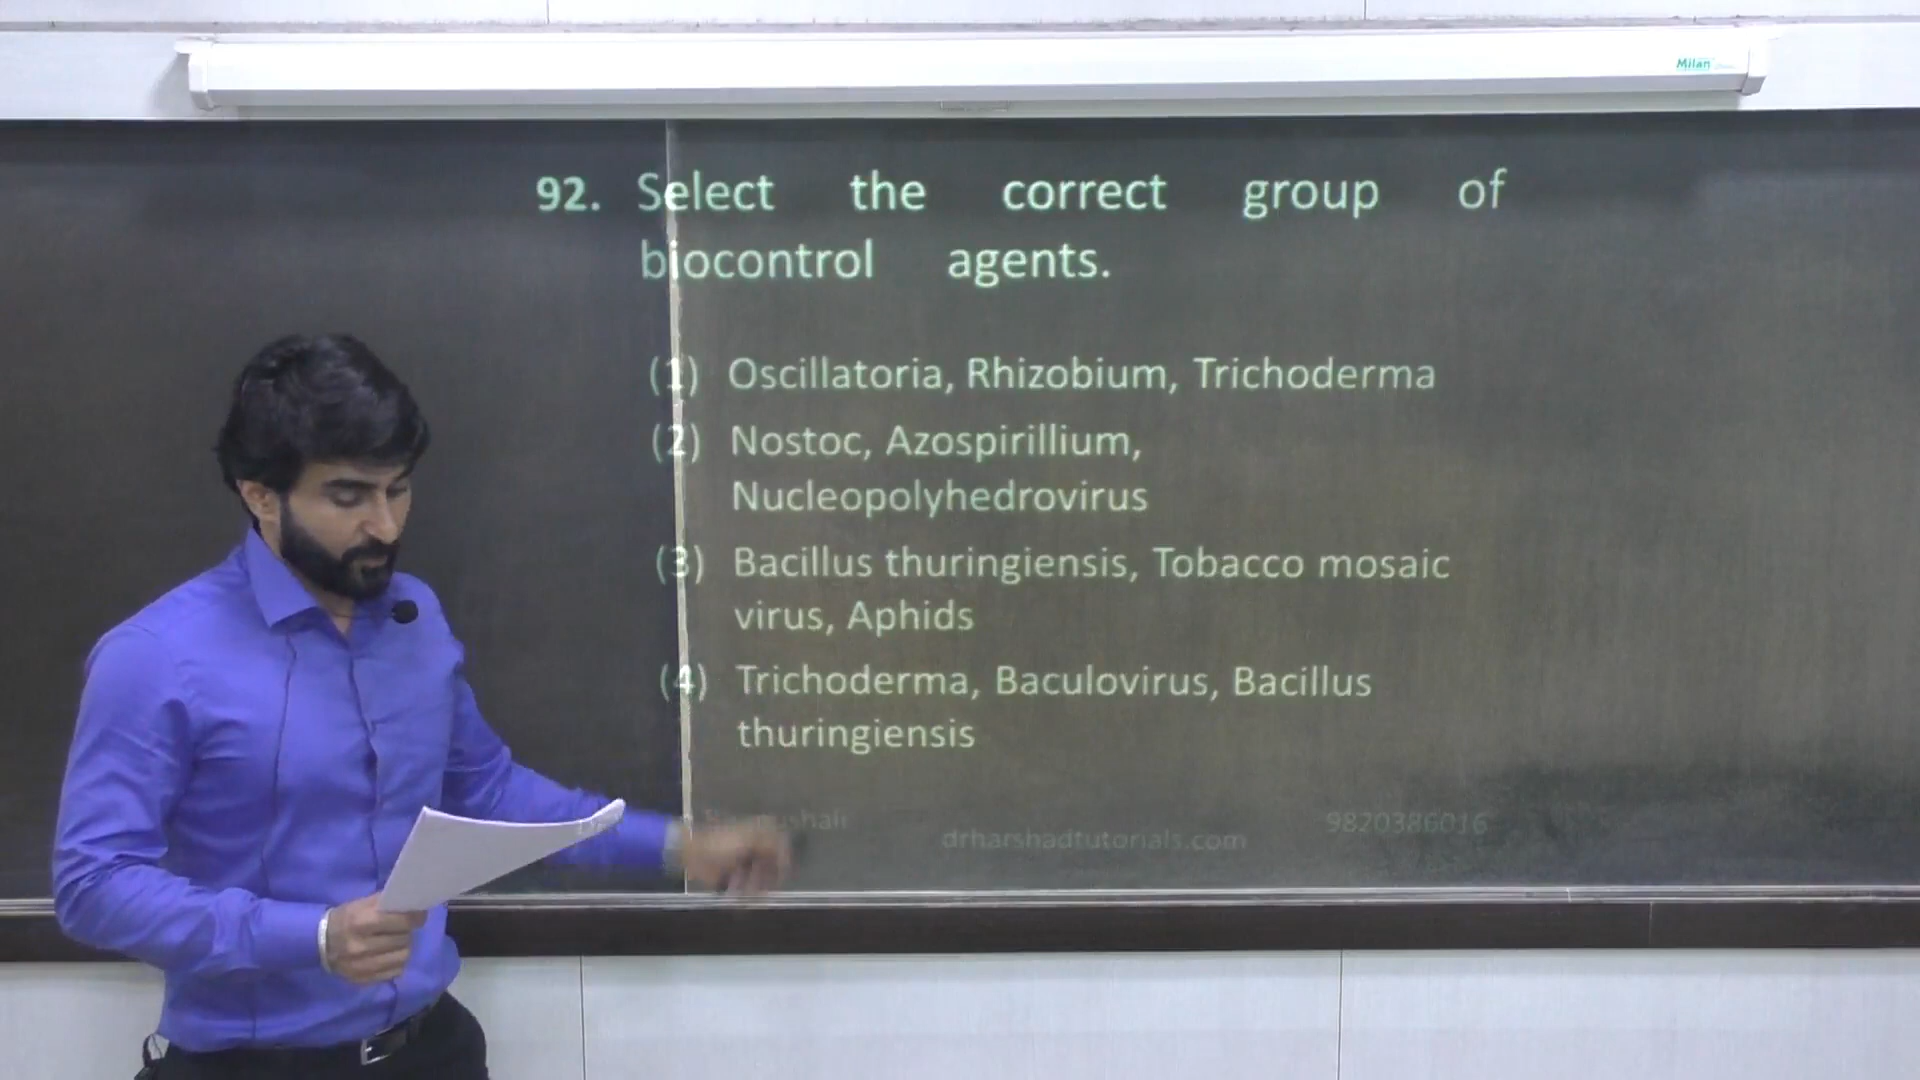 Milan
92. Select the correct group of
biocontrol agents.
(1) Oscillatoria, Rhizobium, Trichoderma
(2) Nostoc, Azospirillium,
Nucleopolyhedrovirus
(3) Bacillus thuringiensis, Tobacco mosaic
virus, Aphids
(4) Trichoderma, Baculovirus, Bacillus
thuringiensis
drharshadtutorials.com
9820386016